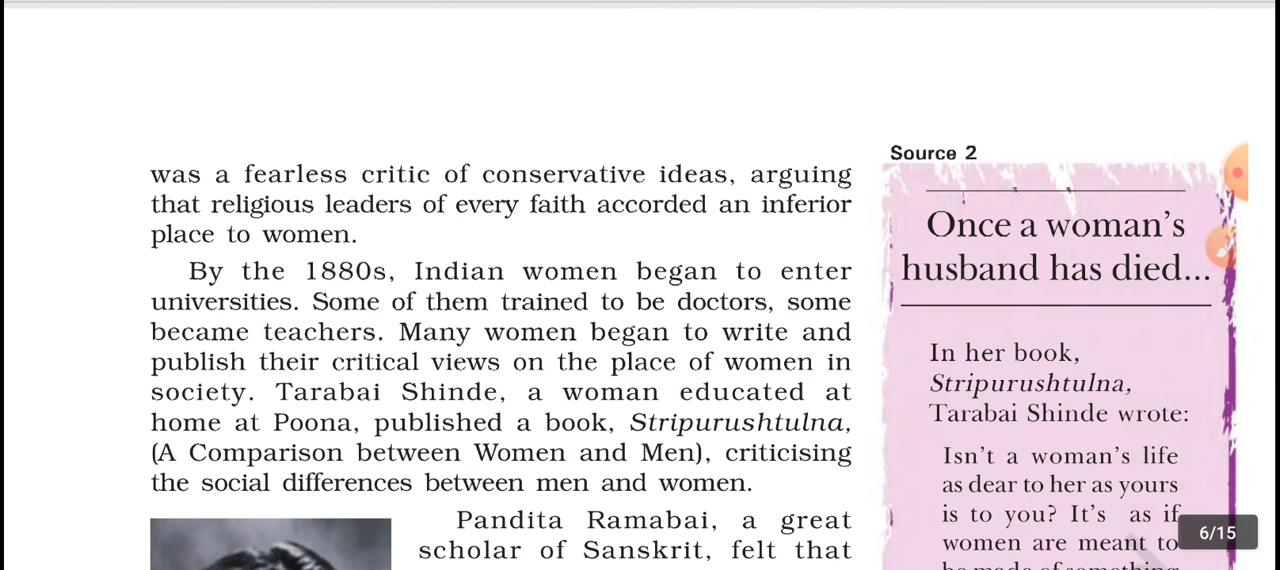 was a fearless critic of conservative ideas, arguing
that religious leaders of every faith accorded an inferior
place to women.
By the 1880s, Indian women began to enter
universities. Some of them trained to be doctors, some
became teachers. Many women began to write and
publish their critical views on the place of women in
society. Tarabai Shinde, a woman educated at
home at Poona, published a book, Stripurushtulna,
(A Comparison between Women and Men), criticising
the social differences between men and women.
Pandita Ramabai, a great
scholar of Sanskrit, felt that
Source 2
Once a woman's
husband has died...
In her book,
Stripurushtulna,
Tarabai Shinde wrote:
Isn't a woman's life
as dear to her as yours
is to you? It's as if
women are meant to
be made of something
6/15